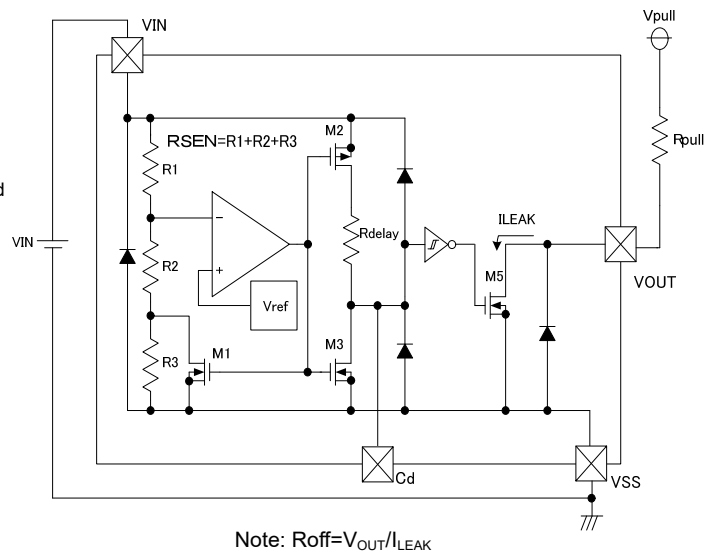 VIN
Vpull
RSEN=R1+R2+R3
M2
R1
Rpull
d
−
Rdelay
ILEAK
VIN
R2
+
M5
Vref
VOUT
R3
M1
M3
Cd
VSS
Note: Roff=VOUT/ILEAK